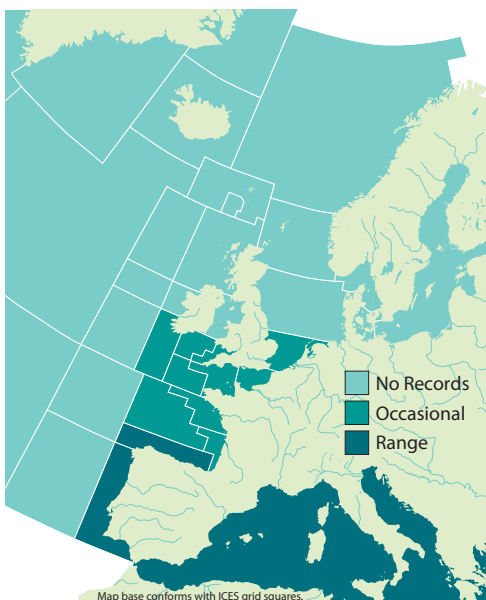 No Records
Occasional
Range
Map base conforms with ICES grid squares.